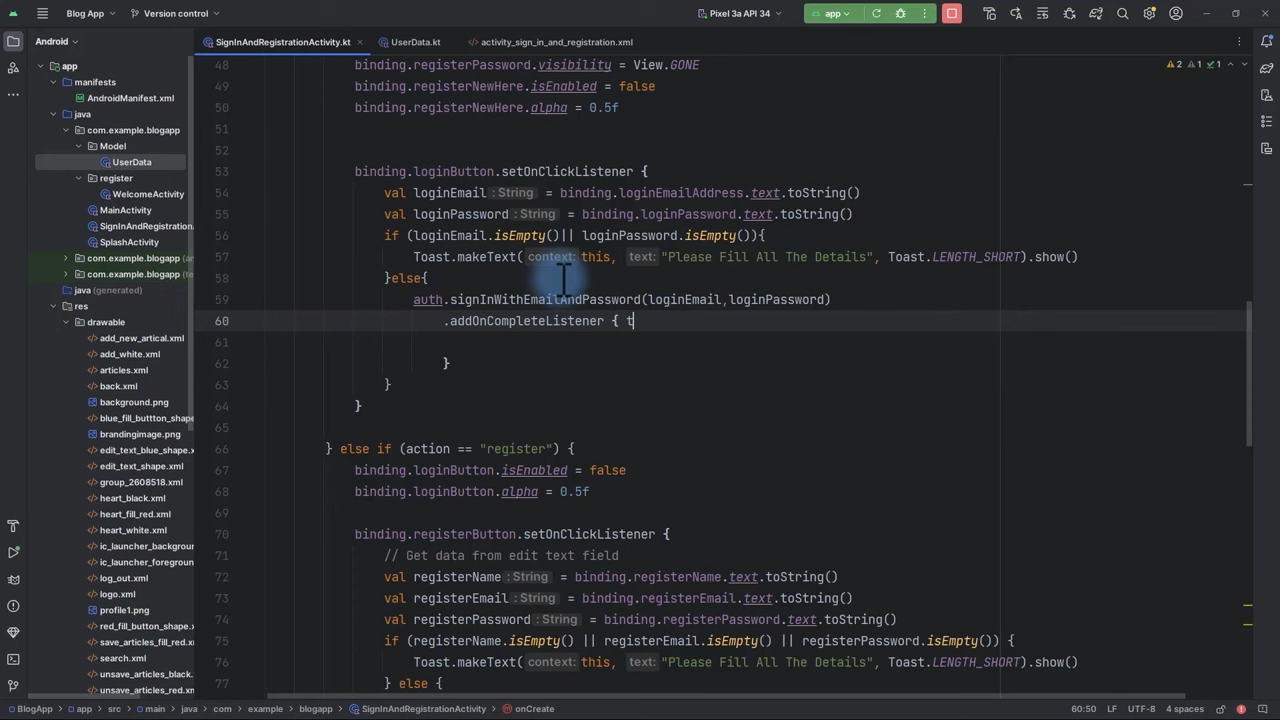 Blog App
Version control
Pixel 3a API 34
app
Android
SignInAndRegistrationActivity.kt
UserData.kt
</> activity_sign_in_and_registration.xml
app
manifests
AndroidManifest.xml
java
com.example.blogapp
Model
UserData
register
WelcomeActivity
MainActivity
SignInAndRegistration
SplashActivity
com.example.blogapp (an
com.example.blogapp (te
java (generated)
res
drawable
add_new_artical.xml
add_white.xml
articles.xml
back.xml
background.png
blue_fill_buttton_shape
brandingimage.png
edit_text_blue_shape.x
edit_text_shape.xml
group_2608518.xml
heart_black.xml
heart_fill_red.xml
heart_white.xml
ic_launcher_backgroun
ic_launcher_foregroun
log_out.xml
logo.xml
profile1.png
red_fill_button_shape.
save_articles_fill_red.xm
search.xml
unsave_articles_black.
unsave_articles_red.xm
2 1 1
48 binding.registerPassword.visibility = View.GONE
49 binding.registerNewHere.isEnabled = false
50 binding.registerNewHere.alpha = 0.5f
51
52
53 binding.loginButton.setOnClickListener {
54 val loginEmail : String = binding.loginEmailAddress.text.toString()
55 val loginPassword : String = binding.loginPassword.text.toString()
56 if (loginEmail.isEmpty()|| loginPassword.isEmpty()){
57 Toast.makeText( context: this, text: "Please Fill All The Details", Toast.LENGTH_SHORT).show()
58 }else{
59 auth.signInWithEmailAndPassword(loginEmail,loginPassword)
60 .addOnCompleteListener { t
61
62 }
63 }
64 }
65
66 } else if (action == "register") {
67 binding.loginButton.isEnabled = false
68 binding.loginButton.alpha = 0.5f
69
70 binding.registerButton.setOnClickListener {
71 // Get data from edit text field
72 val registerName : String = binding.registerName.text.toString()
73 val registerEmail : String = binding.registerEmail.text.toString()
74 val registerPassword : String = binding.registerPassword.text.toString()
75 if (registerName.isEmpty() || registerEmail.isEmpty() || registerPassword.isEmpty()) {
76 Toast.makeText( context: this, text: "Please Fill All The Details", Toast.LENGTH_SHORT).show()
77 } else {
BlogApp > app > src > main > java > com > example > blogapp > SignInAndRegistrationActivity > onCreate
60:50 LF UTF-8 4 spaces